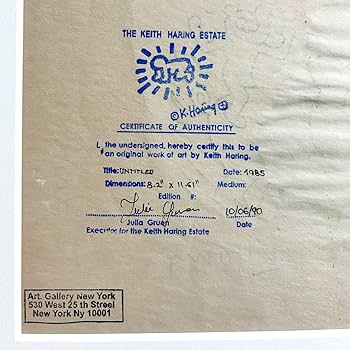 THE KEITH HARING ESTATE
© K. Haring
CERTIFICATE OF AUTHENTICITY
I, the undersigned, hereby certify this to be
an original work of art by Keith Haring.
Title: UNTITLED Date: 1985
Dimensions: 8.2" x 11.61" Medium:
Edition #:
Julia Gruen 10/06/90
Julia Gruen Date
Executor for the Keith Haring Estate
Art. Gallery New York
530 West 25 th Street
New York Ny 10001